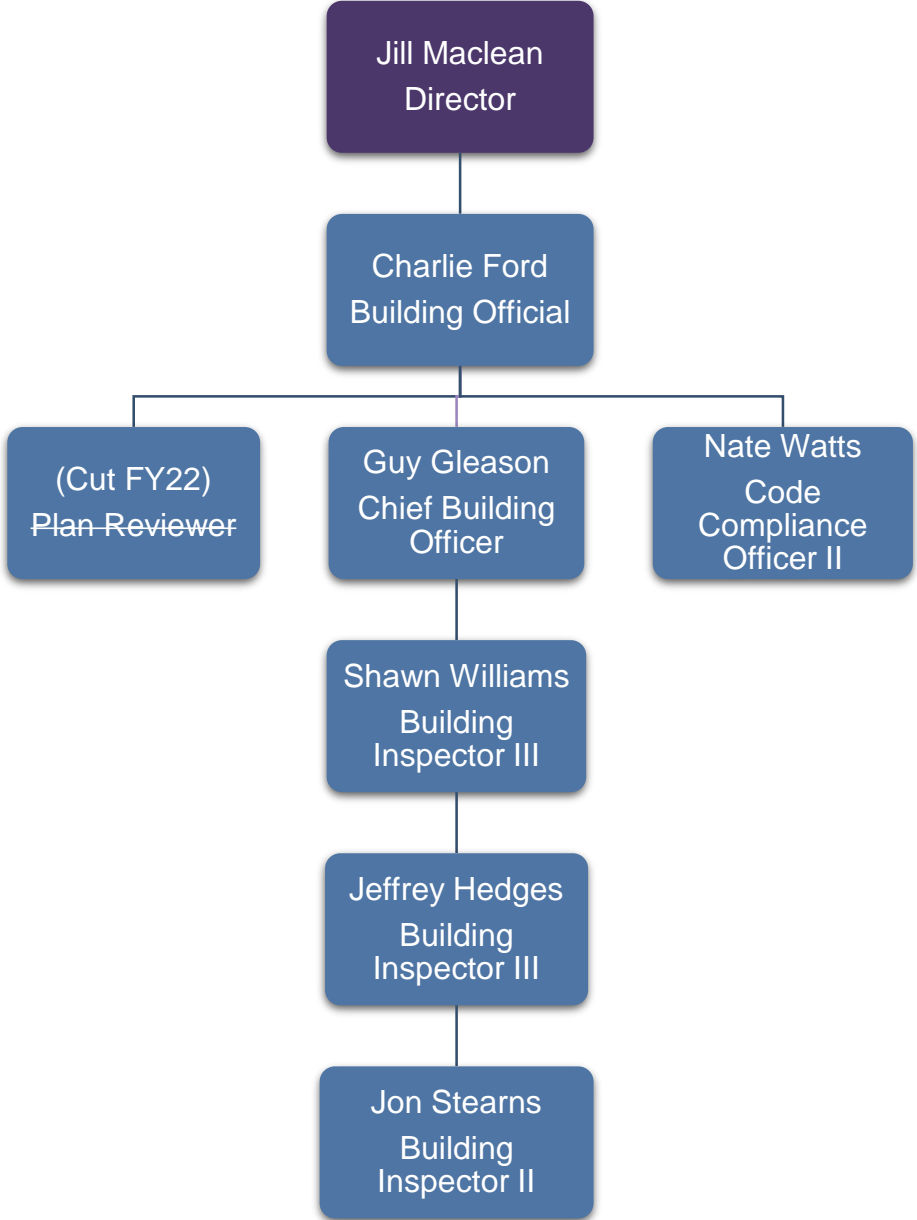 Jill Maclean
Director
Charlie Ford
Building Official
(Cut FY22)
Plan Reviewer
Guy Gleason
Chief Building
Officer
Nate Watts
Code
Compliance
Officer II
Shawn Williams
Building
Inspector III
Jeffrey Hedges
Building
Inspector III
Jon Stearns
Building
Inspector II